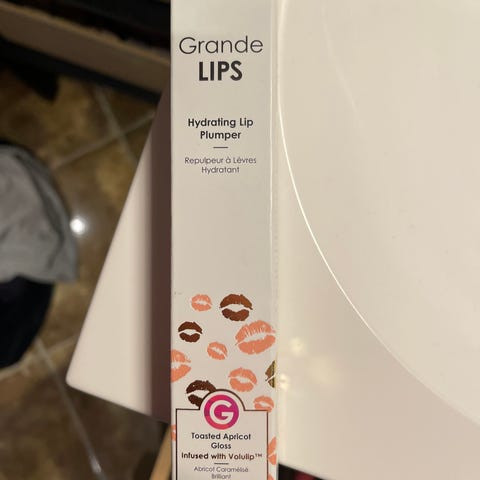 Grande
LIPS
Hydrating Lip
Plumper
Repulpeur à Lèvres
Hydratant
G
Toasted Apricot
Gloss
Infused with Volulip™
Abricot Caramélisé
Brillant